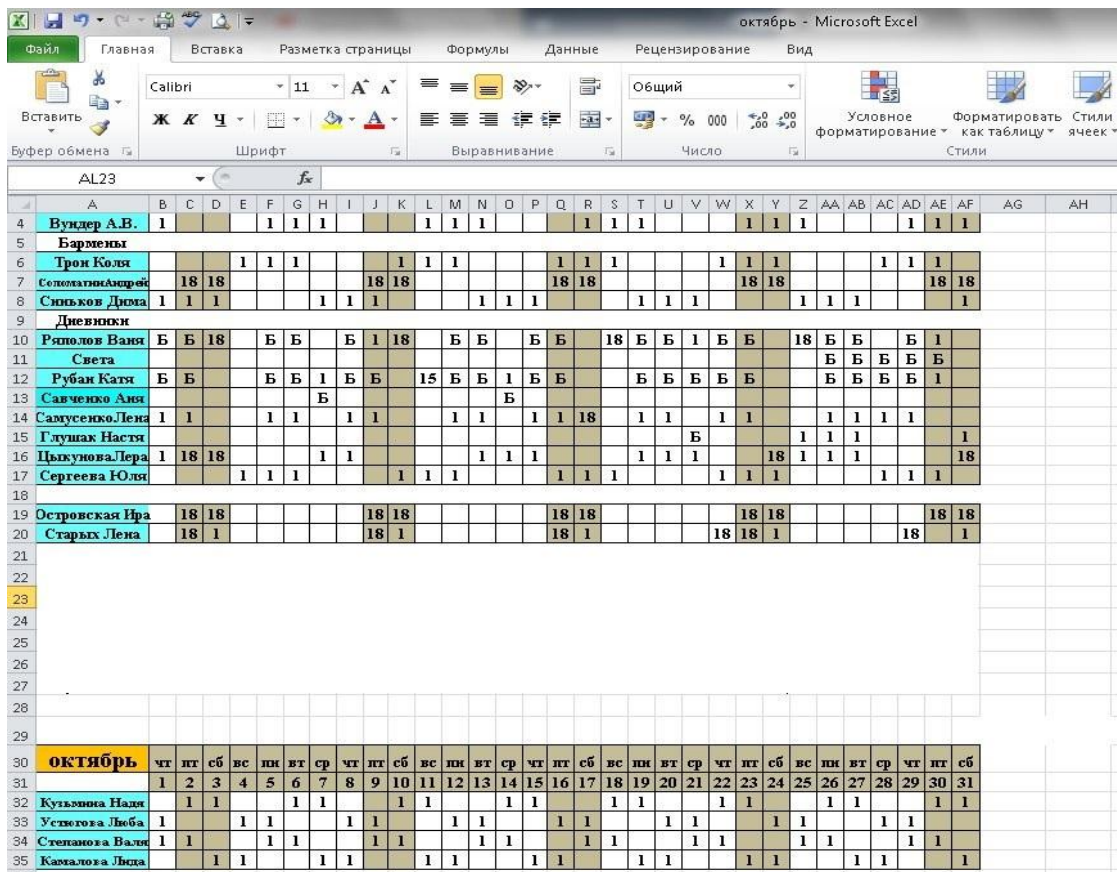 октябрь - Microsoft Excel
Файл Главная Вставка Разметка страницы Формулы Данные Рецензирование Вид
Calibri 11 А А Общий
Вставить Ж К Ч А % 000 Условное форматирование Форматировать как таблицу Стили ячеек
Буфер обмена Шрифт Выравнивание Число Стили
AL23 fx
A B C D E F G H I J K L M N O P Q R S T U V W X Y Z AA AB AC AD AE AF AG AH
4 Вундер А.В. 1 1 1 1 1 1 1 1 1 1 1 1 1 1 1 1
5 Бармены
6 Трон Коля 1 1 1 1 1 1 1 1 1 1 1 1 1 1 1
7 СоломатинАндрей 18 18 18 18 18 18 18 18 18 18
8 Синьков Дима 1 1 1 1 1 1 1 1 1 1 1 1 1 1 1 1
9 Дневники
10 Ряполов Ваня Б Б 18 Б Б Б 1 18 Б Б Б Б 18 Б Б 1 Б Б 18 Б Б Б 1
11 Света Б Б Б Б Б
12 Рубан Катя Б Б Б Б 1 Б Б 15 Б Б 1 Б Б Б Б Б Б Б Б Б Б Б 1
13 Савченко Аня Б Б
14 Самусенко.Лена 1 1 1 1 1 1 1 1 1 1 18 1 1 1 1 1 1 1 1
15 Глушак Настя Б 1 1 1 1
16 Цыкунова.Лера 1 18 18 1 1 1 1 1 1 1 1 18 1 1 1 18
17 Сергеева Юля 1 1 1 1 1 1 1 1 1 1 1 1 1 1 1
18
19 Островская Ира 18 18 18 18 18 18 18 18 18 18
20 Старых Лена 18 1 18 1 18 1 18 18 1 18 1
21
22
23
24
25
26
27
28
29
30 октябрь чт пт сб вс пн вт ср чт пт сб вс пн вт ср чт пт сб вс пн вт ср чт пт сб вс пн вт ср чт пт сб
31 1 2 3 4 5 6 7 8 9 10 11 12 13 14 15 16 17 18 19 20 21 22 23 24 25 26 27 28 29 30 31
32 Кузьмина Надя 1 1 1 1 1 1 1 1 1 1 1 1 1 1 1 1
33 Устюгова Люба 1 1 1 1 1 1 1 1 1 1 1 1 1 1 1
34 Степанова Валя 1 1 1 1 1 1 1 1 1 1 1 1 1 1 1 1
35 Камалова Лида 1 1 1 1 1 1 1 1 1 1 1 1 1 1 1